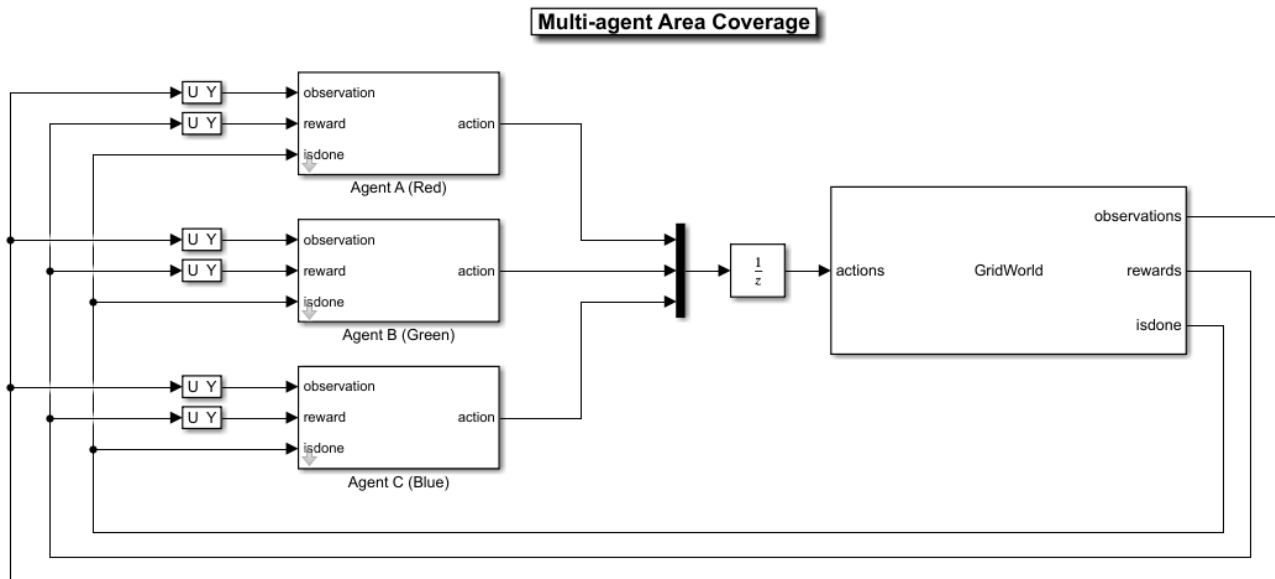 Multi-agent Area Coverage
U Y
observation
U Y
reward
action
isdone
Agent A (Red)
U Y
observation
U Y
reward
action
isdone
Agent B (Green)
U Y
observation
U Y
reward
action
isdone
Agent C (Blue)
1
z
observations
actions
GridWorld
rewards
isdone